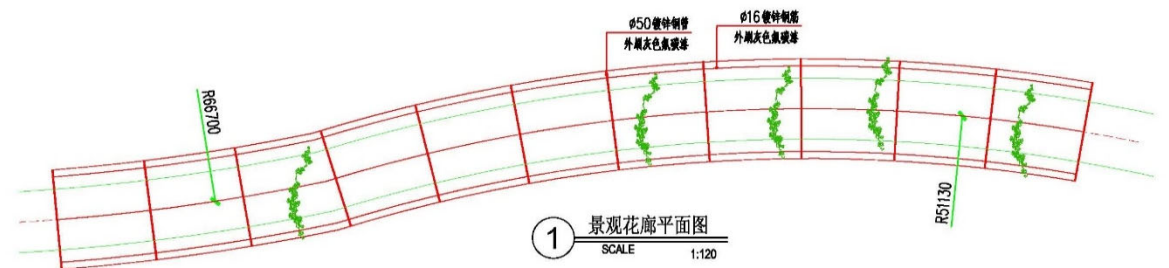 ø50镀锌钢管
外刷灰色氟碳漆
ø16镀锌钢筋
外刷灰色氟碳漆
R66700
R51130
1
景观花廊平面图
SCALE 1:120